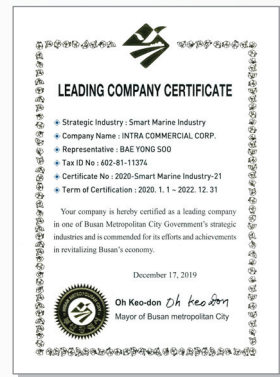 LEADING COMPANY CERTIFICATE
Strategic Industry : Smart Marine Industry
Company Name : INTRA COMMERCIAL CORP.
Representative : BAE YONG SOO
Tax ID No : 602-81-11374
Certificate No : 2020-Smart Marine Industry-21
Term of Certification : 2020. 1. 1 ~ 2022. 12. 31
Your company is hereby certified as a leading company
in one of Busan Metropolitan City Government's strategic
industries and is commended for its efforts and achievements
in revitalizing Busan's economy.
December 17, 2019
Oh Keo-don Oh keo don
Mayor of Busan metropolitan City